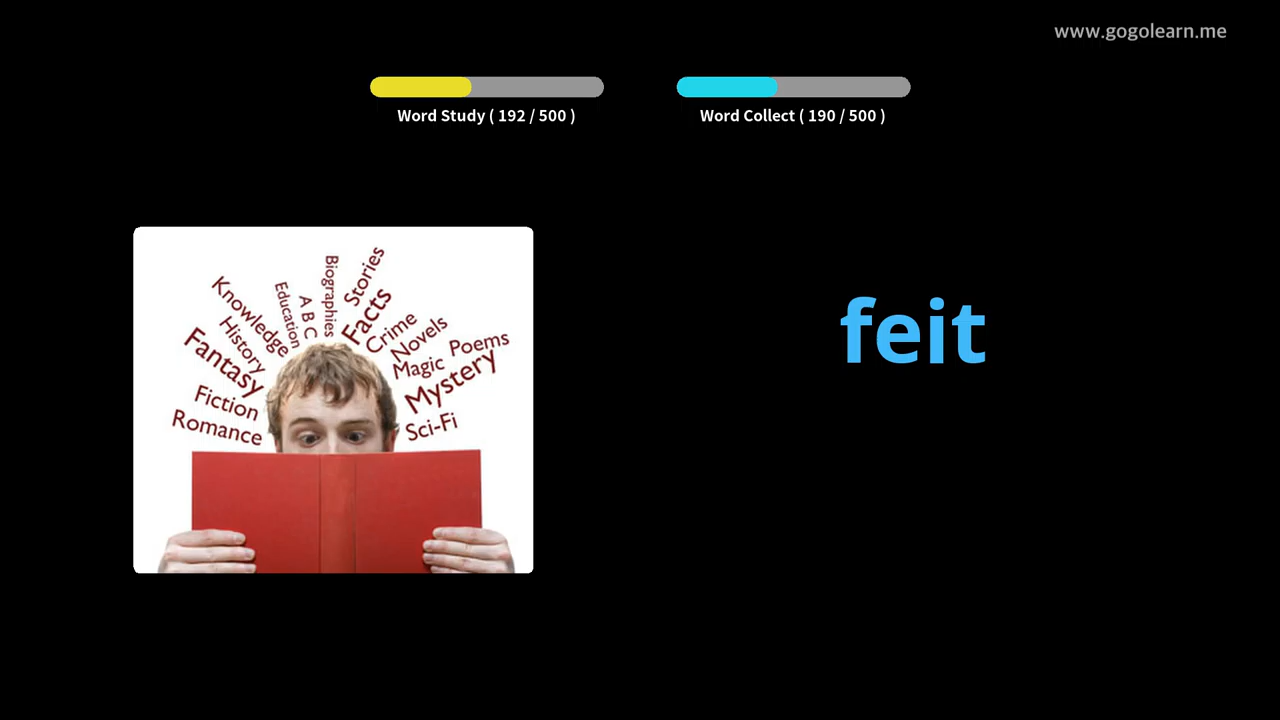 www.gogolearn.me
Word Study ( 192 / 500 )
Word Collect ( 190 / 500 )
feit
Biographies
Stories
Education
A B C
Facts
Knowledge
Crime
History
Novels
Poems
Fantasy
Magic
Mystery
Fiction
Romance
Sci-Fi